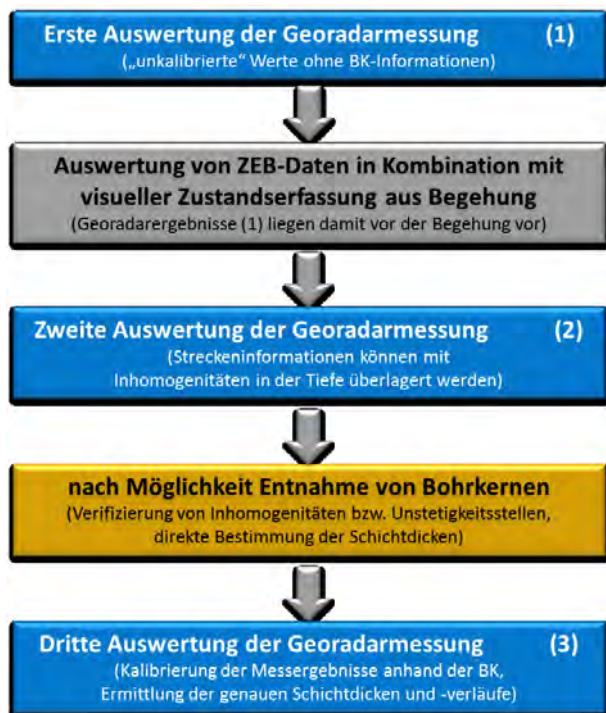 Erste Auswertung der Georadarmessung (1)
(„unkalibrierte“ Werte ohne BK-Informationen)
Auswertung von ZEB-Daten in Kombination mit
visueller Zustandserfassung aus Begehung
(Georadarergebnisse (1) liegen damit vor der Begehung vor)
Zweite Auswertung der Georadarmessung (2)
(Streckeninformationen können mit
Inhomogenitäten in der Tiefe überlagert werden)
nach Möglichkeit Entnahme von Bohrkernen
(Verifizierung von Inhomogenitäten bzw. Unstetigkeitsstellen,
direkte Bestimmung der Schichtdicken)
Dritte Auswertung der Georadarmessung (3)
(Kalibrierung der Messergebnisse anhand der BK,
Ermittlung der genauen Schichtdicken und -verläufe)